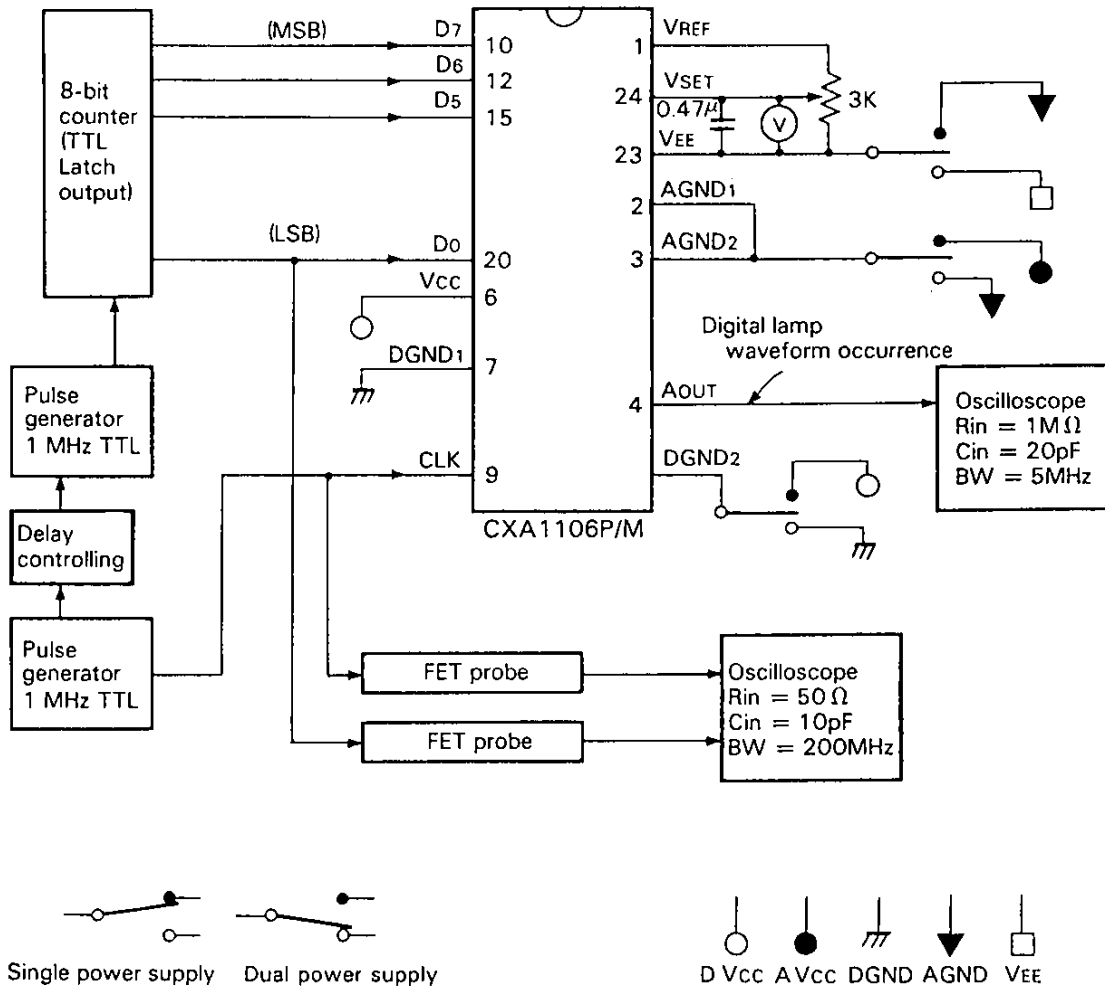 8-bit
counter
(TTL
Latch
output)
(MSB)
D7
10
D6
12
D5
15
(LSB)
D0
20
VCC
6
DGND1
7
CLK
9
1
VREF
24
VSET
0.47μ
V
3K
23
VEE
2
AGND1
3
AGND2
Digital lamp
waveform occurrence
4
AOUT
DGND2
CXA1106P/M
Oscilloscope
Rin = 1MΩ
Cin = 20pF
BW = 5MHz
Pulse
generator
1 MHz TTL
Delay
controlling
Pulse
generator
1 MHz TTL
FET probe
FET probe
Oscilloscope
Rin = 50Ω
Cin = 10pF
BW = 200MHz
Single power supply
Dual power supply
D VCC
A VCC
DGND
AGND
VEE